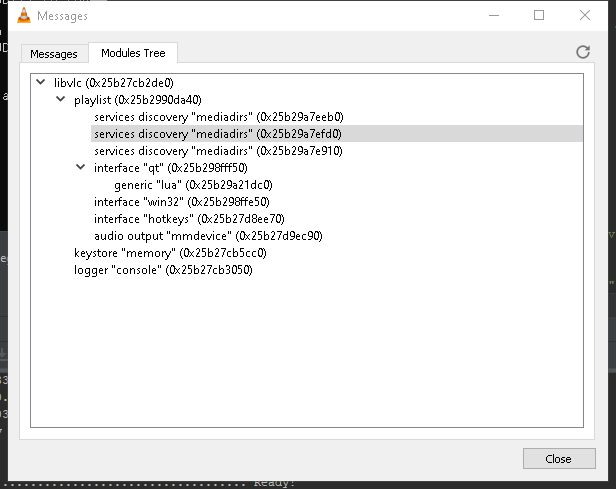 Messages
Messages
Modules Tree
libvlc (0x25b27cb2de0)
playlist (0x25b2990da40)
services discovery "mediadirs" (0x25b29a7eeb0)
services discovery "mediadirs" (0x25b29a7efd0)
services discovery "mediadirs" (0x25b29a7e910)
interface "qt" (0x25b298fff50)
generic "lua" (0x25b29a21dc0)
interface "win32" (0x25b298ffe50)
interface "hotkeys" (0x25b27d8ee70)
audio output "mmdevice" (0x25b27d9ec90)
keystore "memory" (0x25b27cb5cc0)
logger "console" (0x25b27cb3050)
Close
Ready!